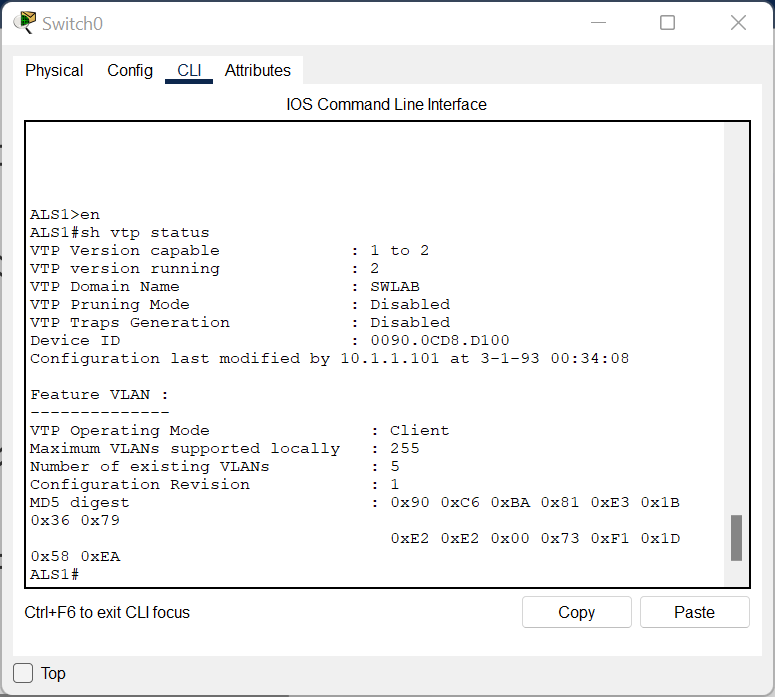 Switch0
Physical Config CLI Attributes
IOS Command Line Interface
ALS1>en
ALS1#sh vtp status
VTP Version capable : 1 to 2
VTP version running : 2
VTP Domain Name : SWLAB
VTP Pruning Mode : Disabled
VTP Traps Generation : Disabled
Device ID : 0090.0CD8.D100
Configuration last modified by 10.1.1.101 at 3-1-93 00:34:08
Feature VLAN :
--------------
VTP Operating Mode : Client
Maximum VLANs supported locally : 255
Number of existing VLANs : 5
Configuration Revision : 1
MD5 digest : 0x90 0xC6 0xBA 0x81 0xE3 0x1B
0x36 0x79
0xE2 0xE2 0x00 0x73 0xF1 0x1D
0x58 0xEA
ALS1#
Ctrl+F6 to exit CLI focus
Copy Paste
Top